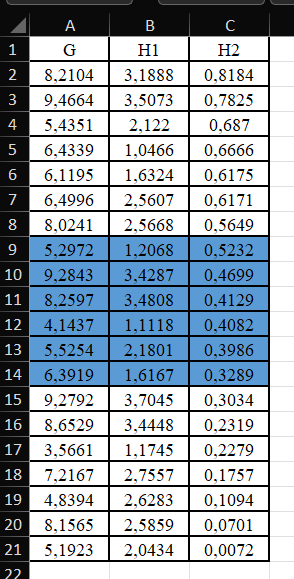 A B C
1 G H1 H2
2 8,2104 3,1888 0,8184
3 9,4664 3,5073 0,7825
4 5,4351 2,122 0,687
5 6,4339 1,0466 0,6666
6 6,1195 1,6324 0,6175
7 6,4996 2,5607 0,6171
8 8,0241 2,5668 0,5649
9 5,2972 1,2068 0,5232
10 9,2843 3,4287 0,4699
11 8,2597 3,4808 0,4129
12 4,1437 1,1118 0,4082
13 5,5254 2,1801 0,3986
14 6,3919 1,6167 0,3289
15 9,2792 3,7045 0,3034
16 8,6529 3,4448 0,2319
17 3,5661 1,1745 0,2279
18 7,2167 2,7557 0,1757
19 4,8394 2,6283 0,1094
20 8,1565 2,5859 0,0701
21 5,1923 2,0434 0,0072
22